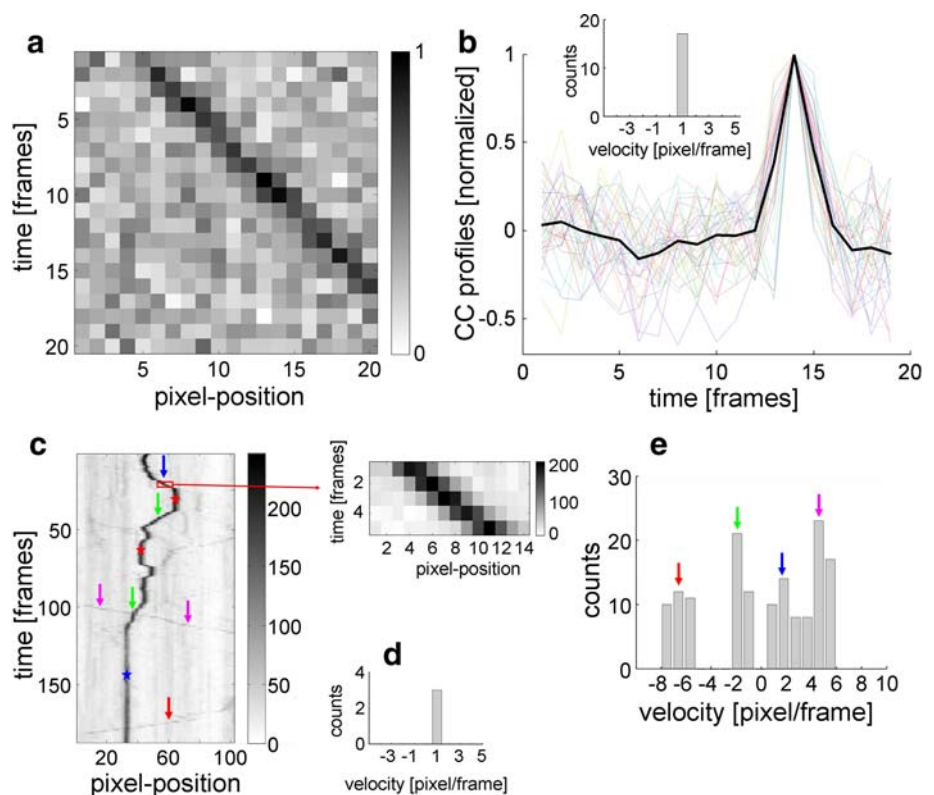 a
time [frames]
5
10
15
20
5
10
15
20
pixel-position
1
0
b
CC profiles [normalized]
1
0.5
0
-0.5
0
5
10
15
20
time [frames]
counts
20
10
0
-3 -1 1 3 5
velocity [pixel/frame]
c
time [frames]
50
100
150
20
60
100
pixel-position
200
150
100
50
0
time [frames]
2
4
2 4 6 8 10 12 14
pixel-position
200
100
0
d
counts
4
2
0
-3 -1 1 3 5
velocity [pixel/frame]
e
counts
30
20
10
0
-8 -6 -4 -2 0 2 4 6 8 10
velocity [pixel/frame]